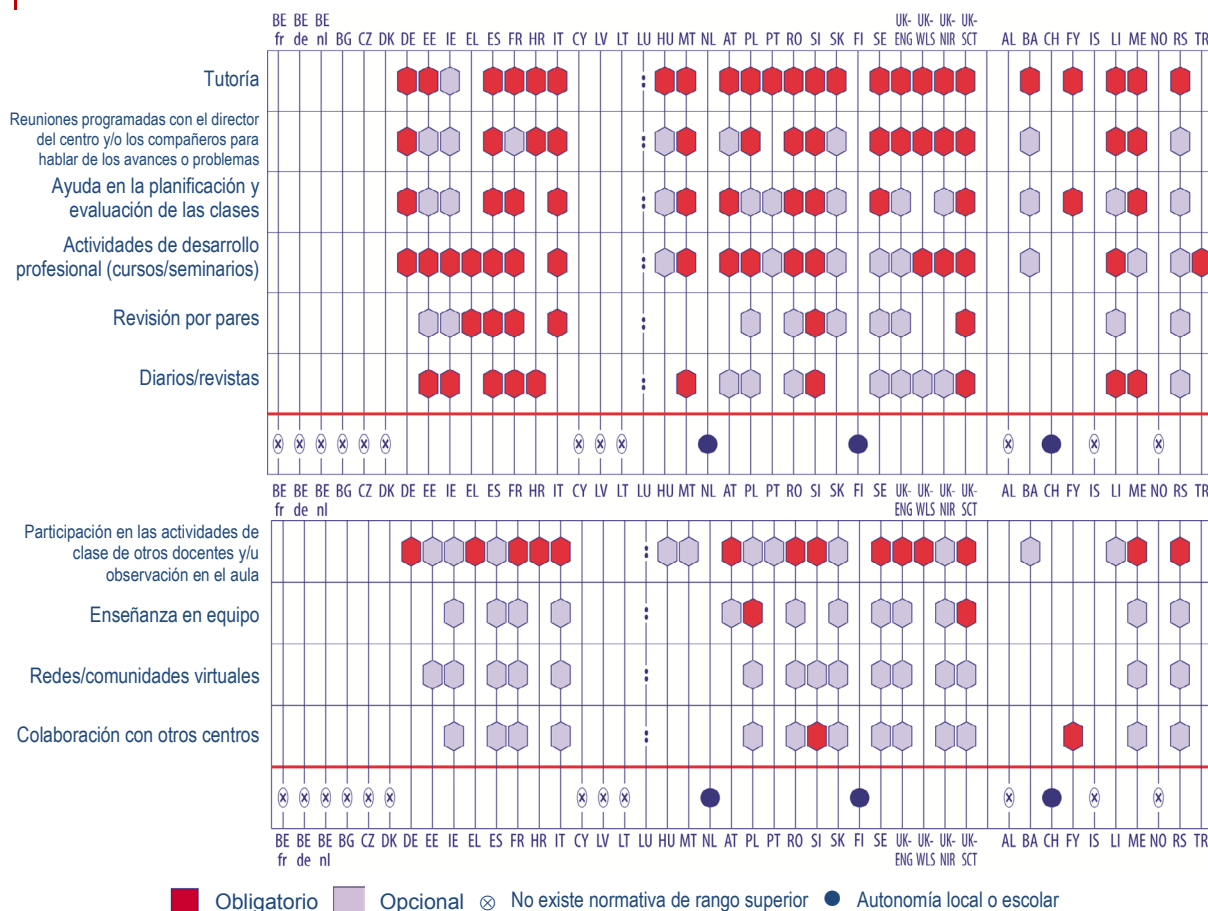 BE BE BE UK- UK- UK- UK-
fr de nl BG CZ DK DE EE IE EL ES FR HR IT CY LV LT LU HU MT NL AT PL PT RO SI SK FI SE ENG WLS NIR SCT AL BA CH FY IS LI ME NO RS TR
Tutoría
Reuniones programadas con el director
del centro y/o los compañeros para
hablar de los avances o problemas
Ayuda en la planificación y
evaluación de las clases
Actividades de desarrollo
profesional (cursos/seminarios)
Revisión por pares
Diarios/revistas
BE BE BE BG CZ DK DE EE IE EL ES FR HR IT CY LV LT LU HU MT NL AT PL PT RO SI SK FI SE UK- UK- UK- UK- AL BA CH FY IS LI ME NO RS TR
fr de nl ENG WLS NIR SCT
Participación en las actividades de
clase de otros docentes y/u
observación en el aula
Enseñanza en equipo
Redes/comunidades virtuales
Colaboración con otros centros
BE BE BE BG CZ DK DE EE IE EL ES FR HR IT CY LV LT LU HU MT NL AT PL PT RO SI SK FI SE UK- UK- UK- UK- AL BA CH FY IS LI ME NO RS TR
fr de nl ENG WLS NIR SCT
Obligatorio Opcional No existe normativa de rango superior Autonomía local o escolar